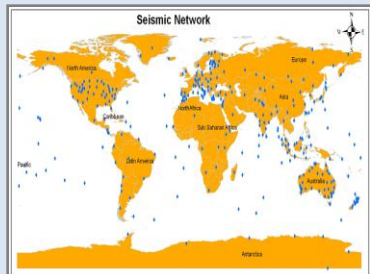 Seismic Network
N
North America
Europe
Asia
North Africa
Caribbean
Sub Saharan Africa
Pacific
Latin America
Australia
Antarctica